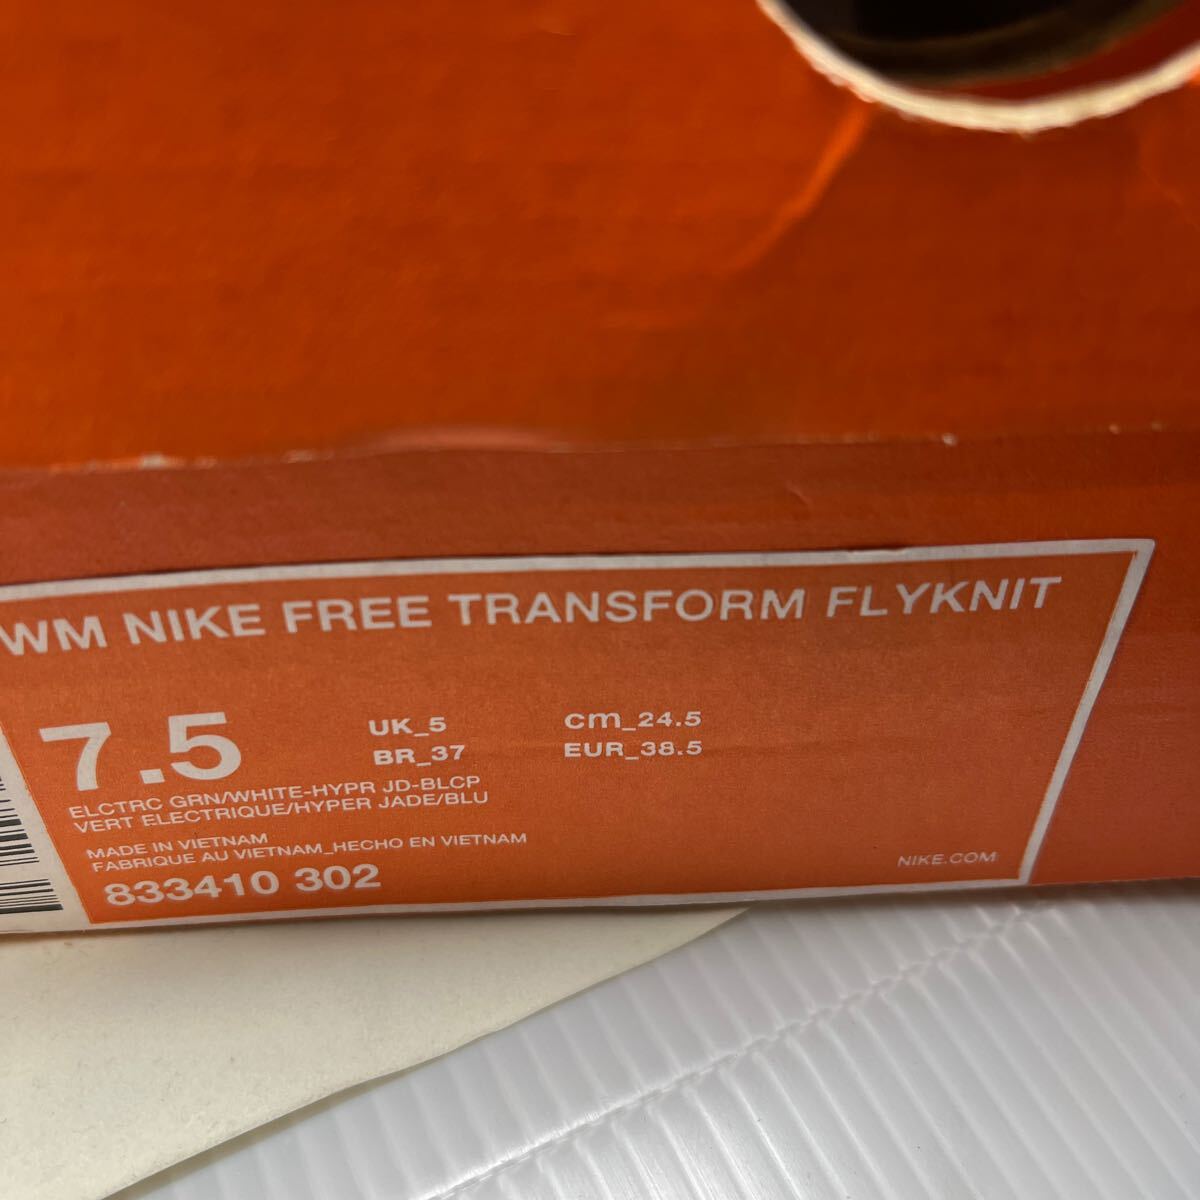 WM NIKE FREE TRANSFORM FLYKNIT
7.5
UK_5 cm_24.5
BR_37 EUR_38.5
ELCTRC GRN/WHITE-HYPR JD-BLCP
VERT ELECTRIQUE/HYPER JADE/BLU
MADE IN VIETNAM
FABRIQUE AU VIETNAM_HECHO EN VIETNAM
833410 302
NIKE.COM